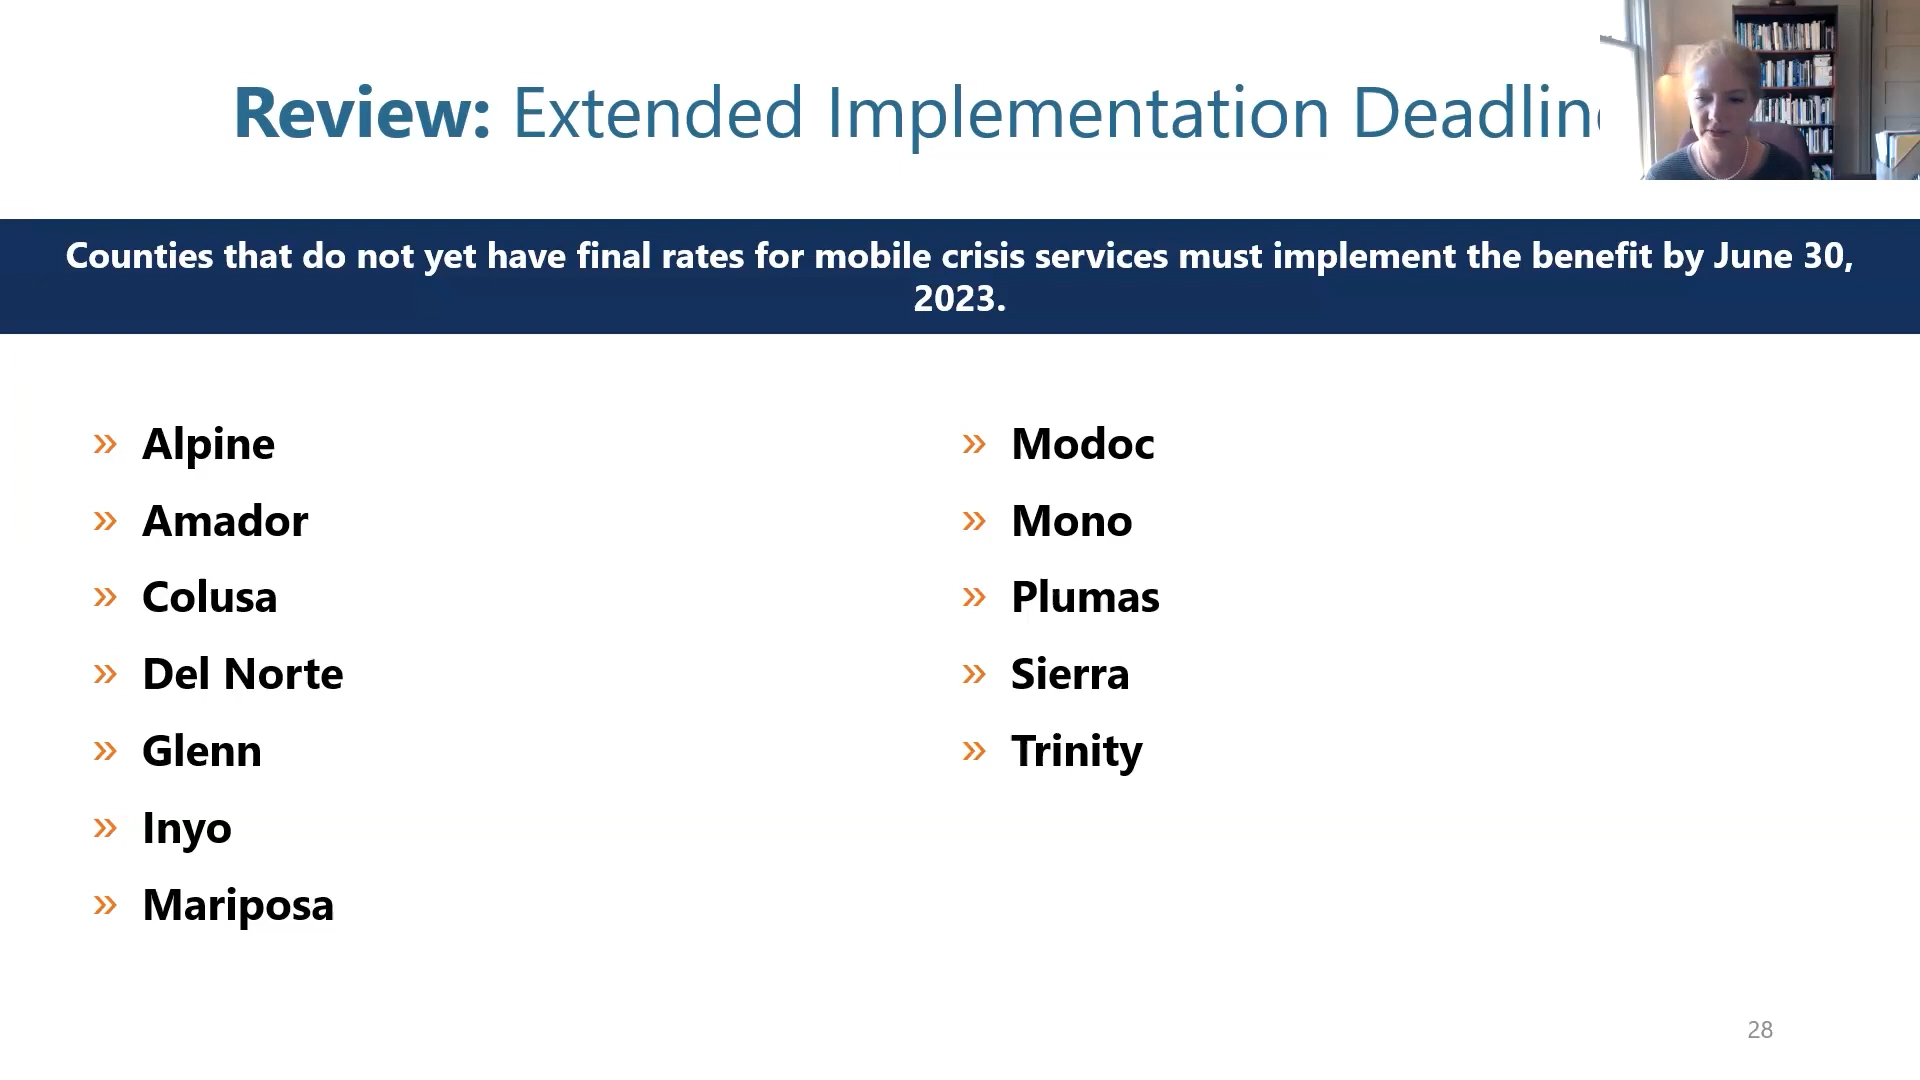 Review: Extended Implementation
Counties that do not yet have final rates for mobile crisis services must implement the benefit by June 30,
2023.
» Alpine
» Amador
» Colusa
» Del Norte
» Glenn
» Inyo
» Mariposa
» Modoc
» Mono
» Plumas
» Sierra
» Trinity
28